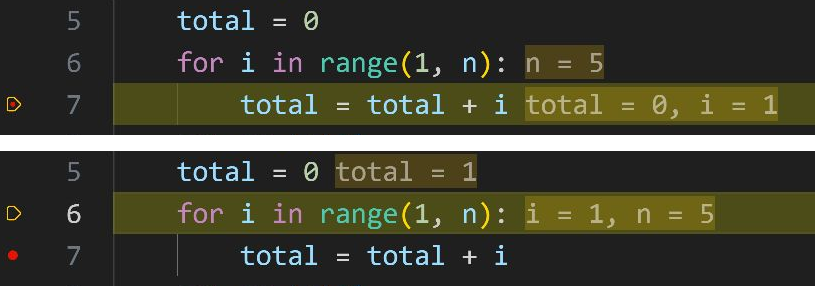 5 total = 0
6 for i in range(1, n): n = 5
7 total = total + i total = 0, i = 1
5 total = 0 total = 1
6 for i in range(1, n): i = 1, n = 5
7 total = total + i